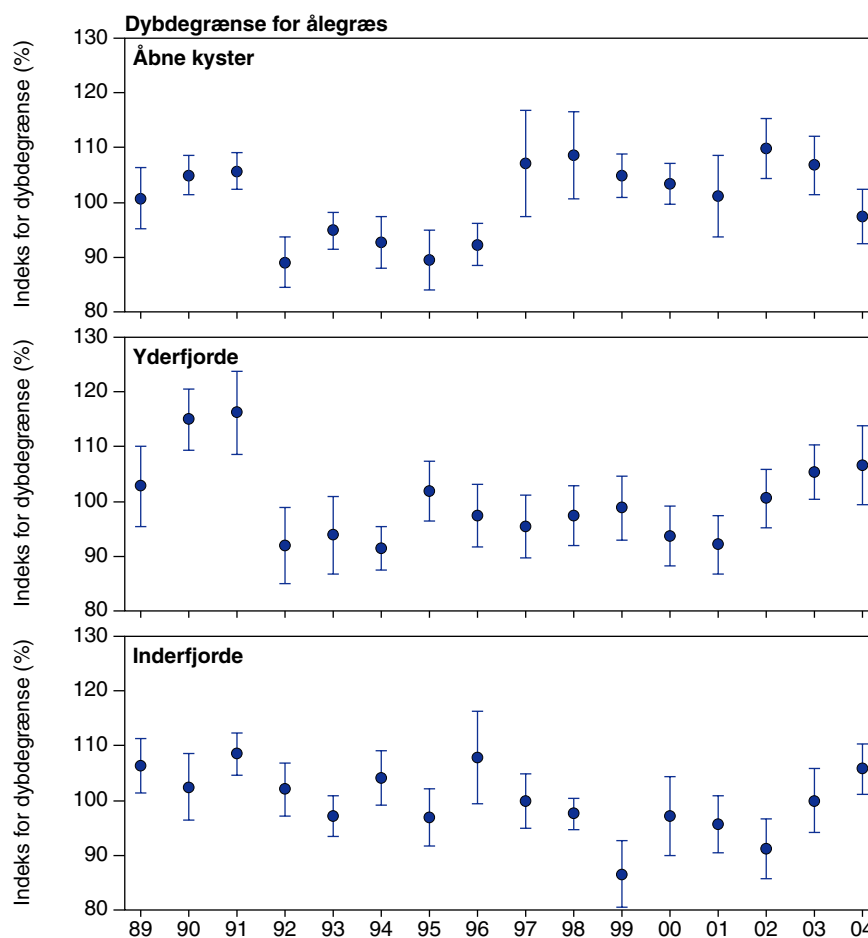 Dybdegrænse for ålegræs
Åbne kyster
Indeks for dybdegrænse (%)
130
120
110
100
90
80
Yderfjorde
Indeks for dybdegrænse (%)
130
120
110
100
90
80
Inderfjorde
Indeks for dybdegrænse (%)
130
120
110
100
90
80
89 90 91 92 93 94 95 96 97 98 99 00 01 02 03 04